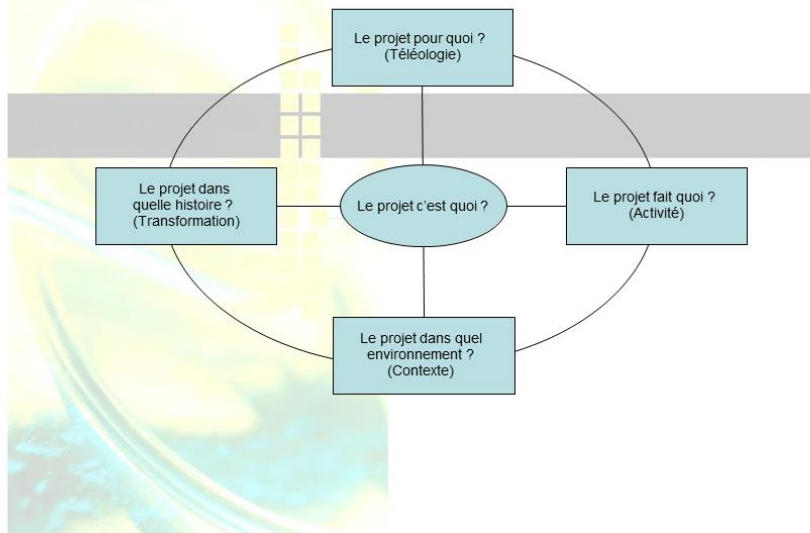 Le projet pour quoi ?
(Téléologie)
Le projet dans
quelle histoire ?
(Transformation)
Le projet c'est quoi ?
Le projet fait quoi ?
(Activité)
Le projet dans quel
environnement ?
(Contexte)